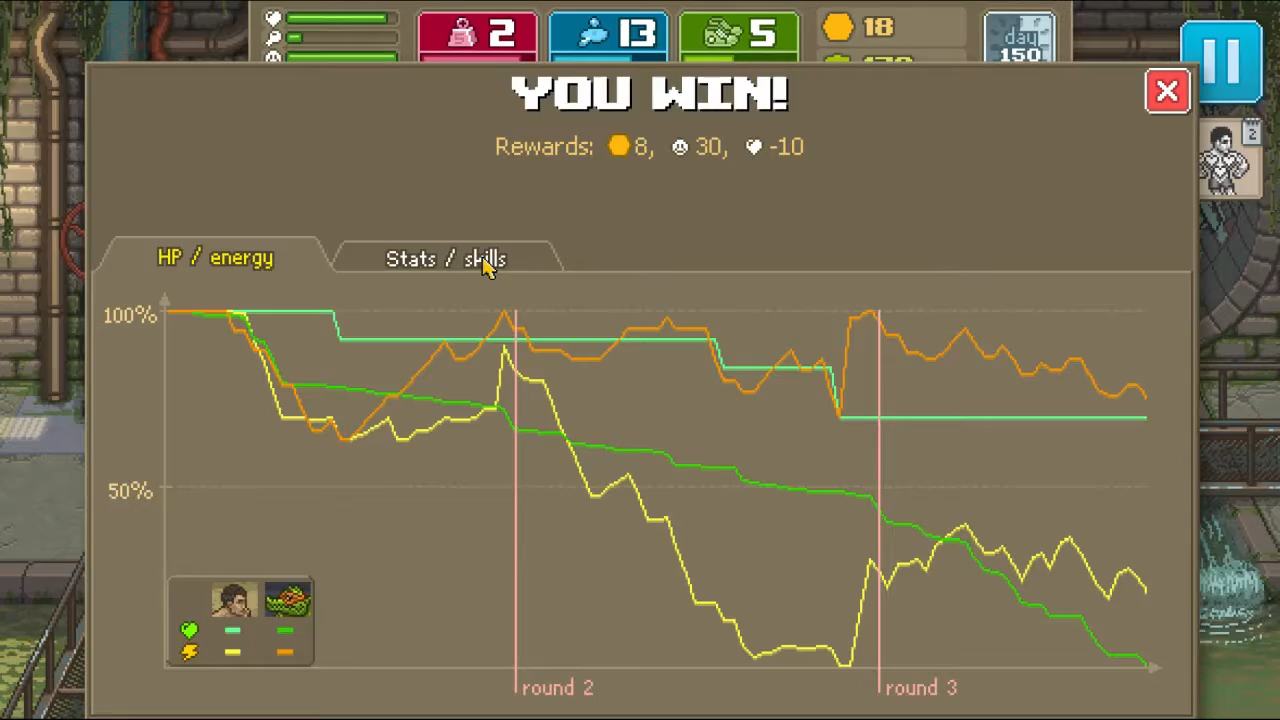 2
13
5
18
day
150
YOU WIN!
2
Rewards: 8, 30, -10
HP / energy
Stats / skills
100%
50%
round 2
round 3